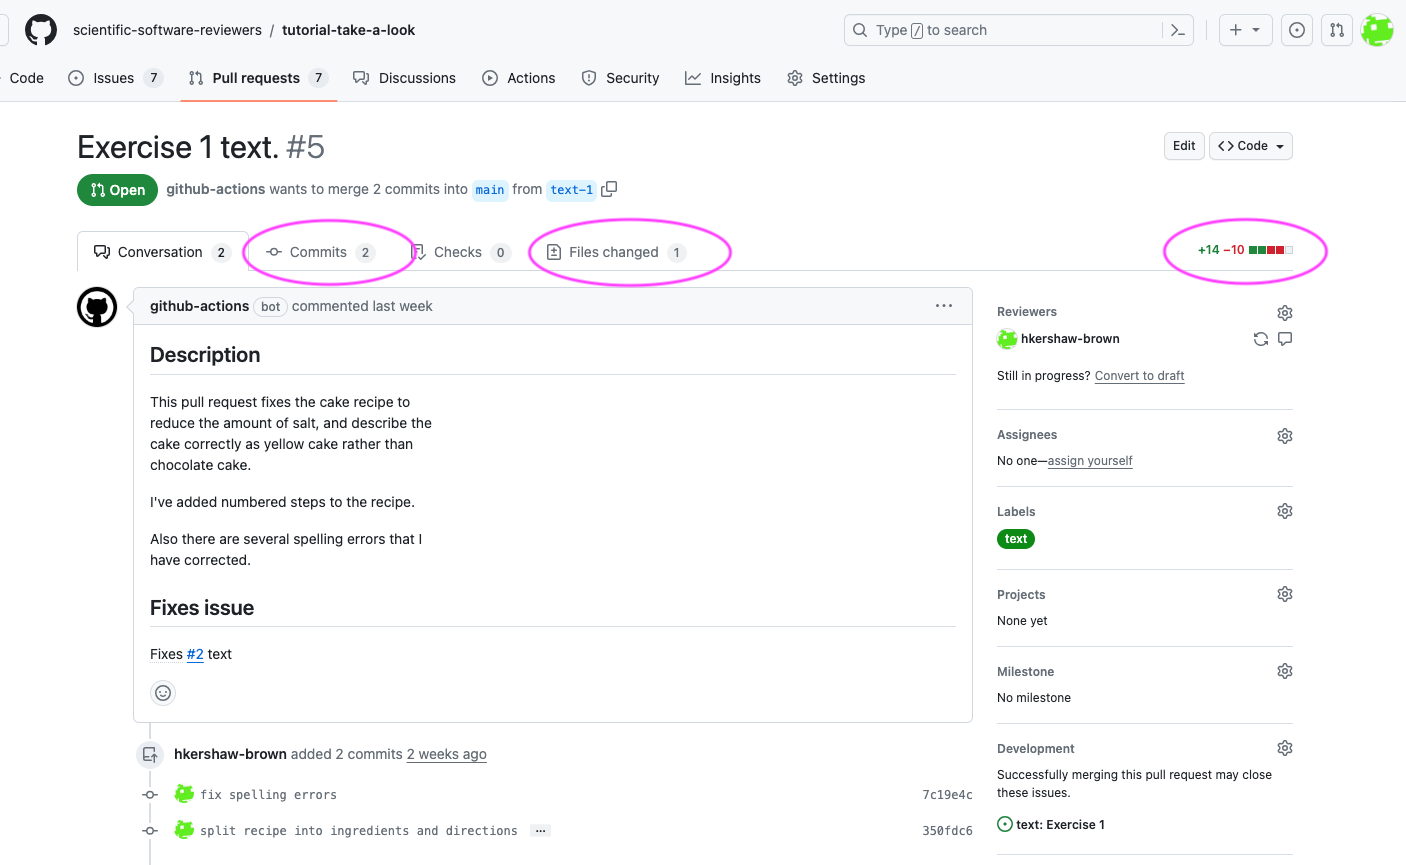 scientific-software-reviewers / tutorial-take-a-look
Type / to search
Code Issues 7 Pull requests 7 Discussions Actions Security Insights Settings
Exercise 1 text. #5
Edit Code
Open github-actions wants to merge 2 commits into main from text-1
Conversation 2 Commits 2 Checks 0 Files changed 1 +14 −10
github-actions bot commented last week
Description
This pull request fixes the cake recipe to
reduce the amount of salt, and describe the
cake correctly as yellow cake rather than
chocolate cake.
I've added numbered steps to the recipe.
Also there are several spelling errors that I
have corrected.
Fixes issue
Fixes #2 text
hkershaw-brown added 2 commits 2 weeks ago
fix spelling errors 7c19e4c
split recipe into ingredients and directions ... 350fdc6
Reviewers
hkershaw-brown
Still in progress? Convert to draft
Assignees
No one—assign yourself
Labels
text
Projects
None yet
Milestone
No milestone
Development
Successfully merging this pull request may close
these issues.
text: Exercise 1